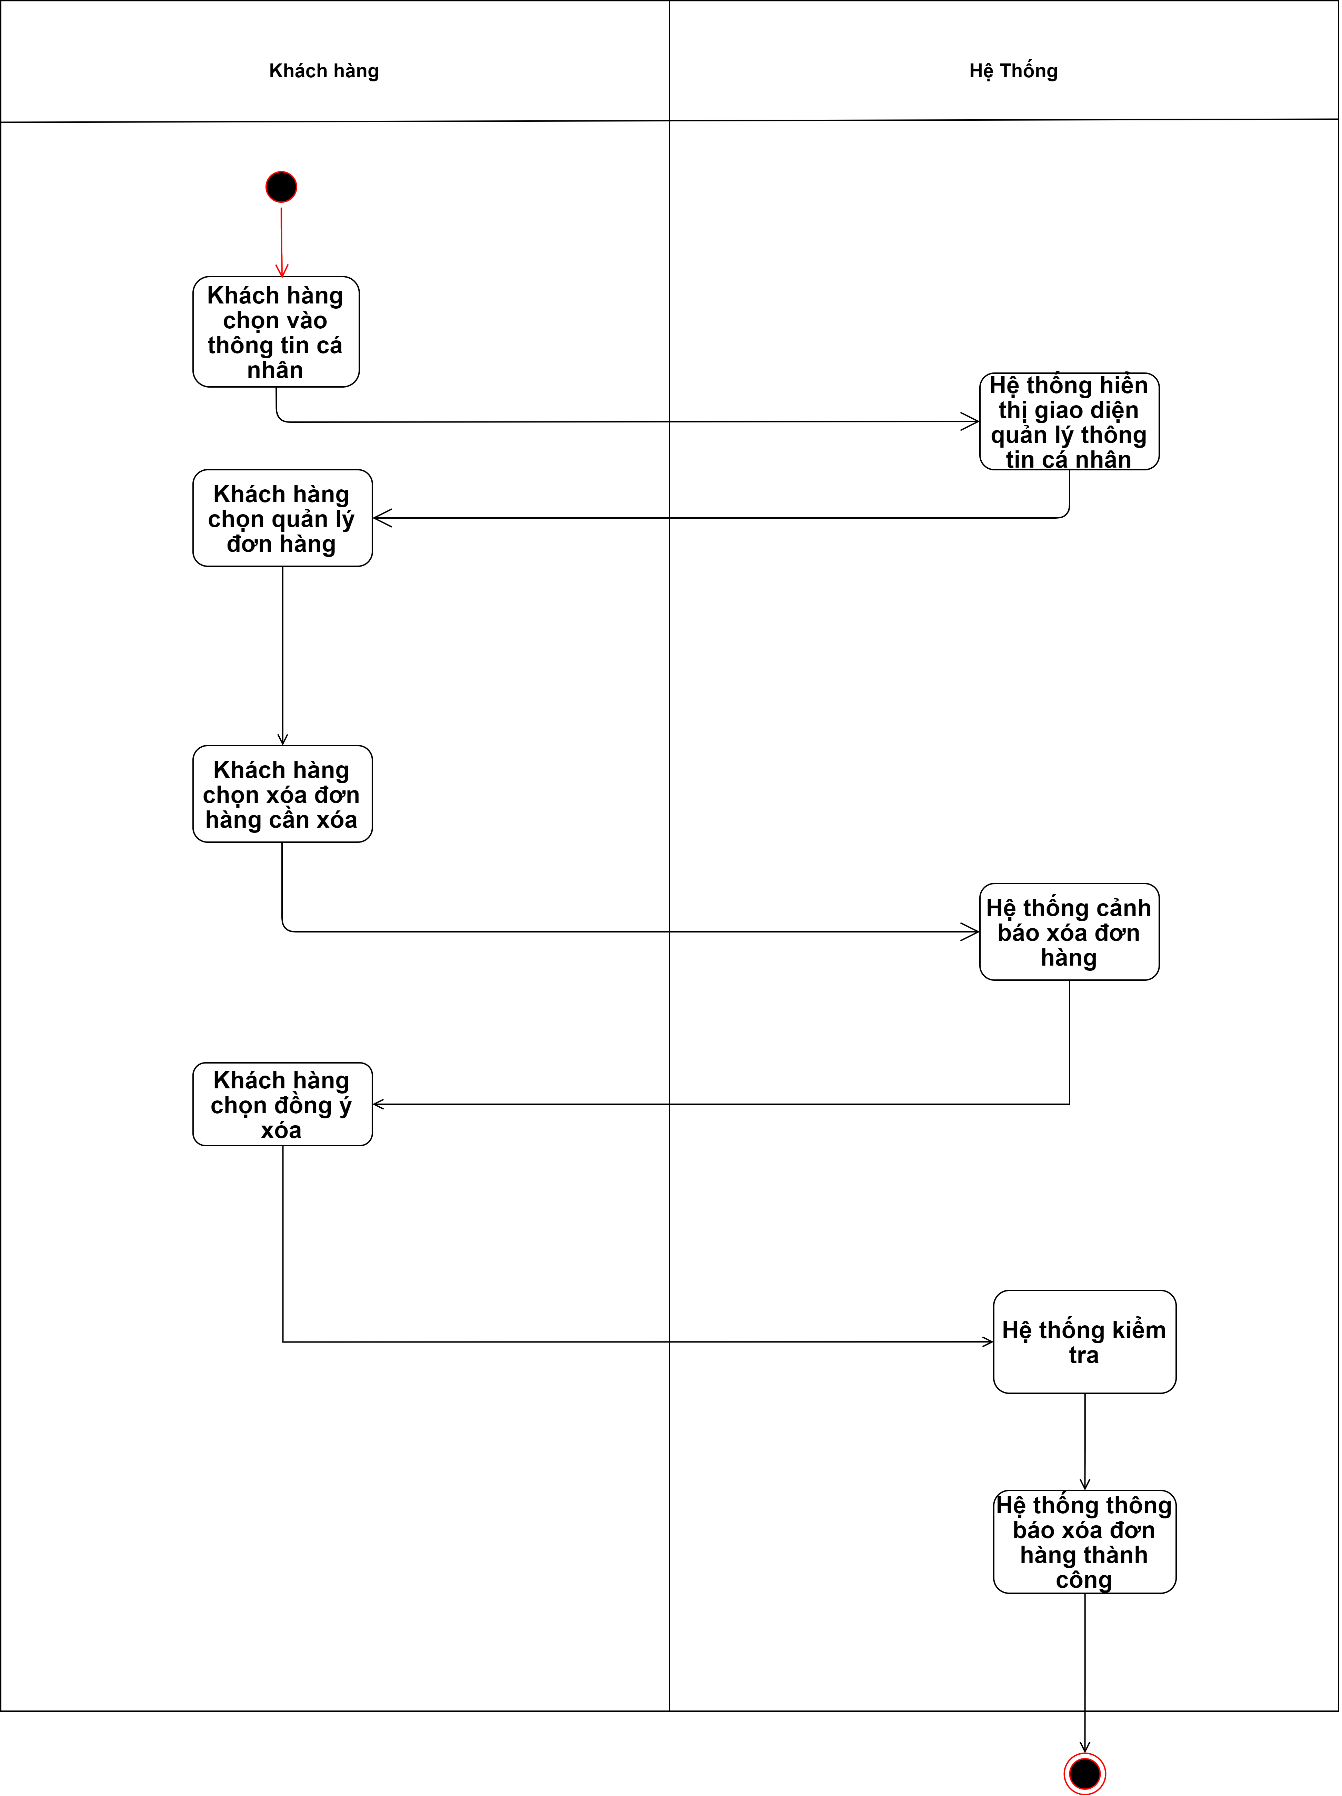 Khách hàng
Hệ Thống
Khách hàng
chọn vào
thông tin cá
nhân
Hệ thống hiển
thị giao diện
quản lý thông
tin cá nhân
Khách hàng
chọn quản lý
đơn hàng
Khách hàng
chọn xóa đơn
hàng cần xóa
Hệ thống cảnh
báo xóa đơn
hàng
Khách hàng
chọn đồng ý
xóa
Hệ thống kiểm
tra
Hệ thống thông
báo xóa đơn
hàng thành
công